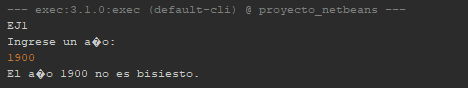 --- exec:3.1.0:exec (default-cli) @ proyecto_netbeans ---
EJ1
Ingrese un a�o:
1900
El a�o 1900 no es bisiesto.